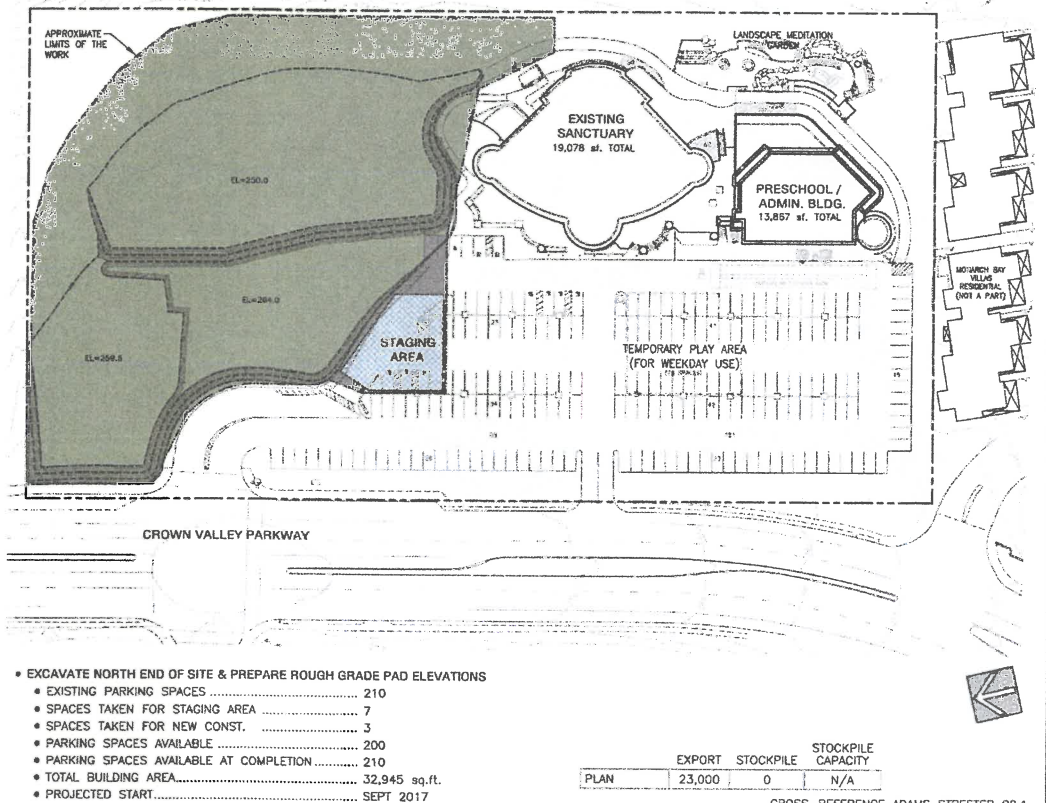 APPROXIMATE
LIMITS OF THE
WORK
LANDSCAPE MEDITATION
GARDEN
EXISTING
SANCTUARY
19,078 sf. TOTAL
PRESCHOOL /
ADMIN. BLDG.
13,867 sf. TOTAL
EL=250.0
EL=264.0
STAGING
AREA
TEMPORARY PLAY AREA
(FOR WEEKDAY USE)
MONARCH BAY
VILLAS
RESIDENTIAL
(NOT A PART)
CROWN VALLEY PARKWAY
• EXCAVATE NORTH END OF SITE & PREPARE ROUGH GRADE PAD ELEVATIONS
• EXISTING PARKING SPACES ........ 210
• SPACES TAKEN FOR STAGING AREA ........ 7
• SPACES TAKEN FOR NEW CONST. ........ 3
• PARKING SPACES AVAILABLE ........ 200
• PARKING SPACES AVAILABLE AT COMPLETION ........ 210
• TOTAL BUILDING AREA ........ 32,945 sq.ft.
• PROJECTED START ........ SEPT 2017
EXPORT STOCKPILE STOCKPILE CAPACITY
PLAN 23,000 0 N/A